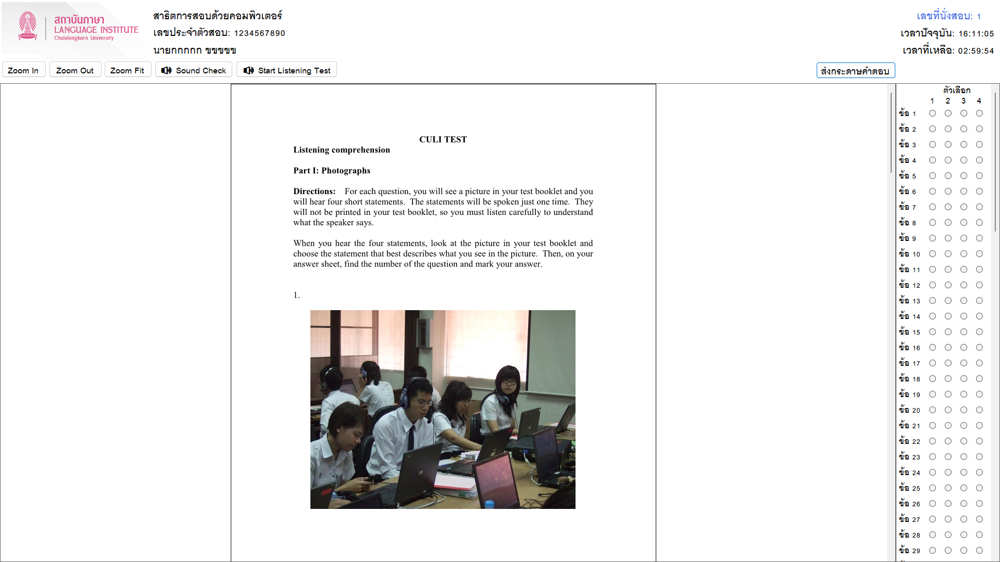 สถาบันภาษา
LANGUAGE INSTITUTE
Chulalongkorn University
สาธิตการสอบด้วยคอมพิวเตอร์
เลขประจำตัวสอบ: 1234567890
นายกกกกก ขขขขข
เลขที่นั่งสอบ: 1
เวลาปัจจุบัน: 16:11:05
เวลาที่เหลือ: 02:59:54
Zoom In Zoom Out Zoom Fit Sound Check Start Listening Test ส่งกระดาษคำตอบ
CULI TEST
Listening comprehension
Part I: Photographs
Directions: For each question, you will see a picture in your test booklet and you
will hear four short statements. The statements will be spoken just one time. They
will not be printed in your test booklet, so you must listen carefully to understand
what the speaker says.
When you hear the four statements, look at the picture in your test booklet and
choose the statement that best describes what you see in the picture. Then, on your
answer sheet, find the number of the question and mark your answer.
1.
ตัวเลือก
1 2 3 4
ข้อ 1
ข้อ 2
ข้อ 3
ข้อ 4
ข้อ 5
ข้อ 6
ข้อ 7
ข้อ 8
ข้อ 9
ข้อ 10
ข้อ 11
ข้อ 12
ข้อ 13
ข้อ 14
ข้อ 15
ข้อ 16
ข้อ 17
ข้อ 18
ข้อ 19
ข้อ 20
ข้อ 21
ข้อ 22
ข้อ 23
ข้อ 24
ข้อ 25
ข้อ 26
ข้อ 27
ข้อ 28
ข้อ 29